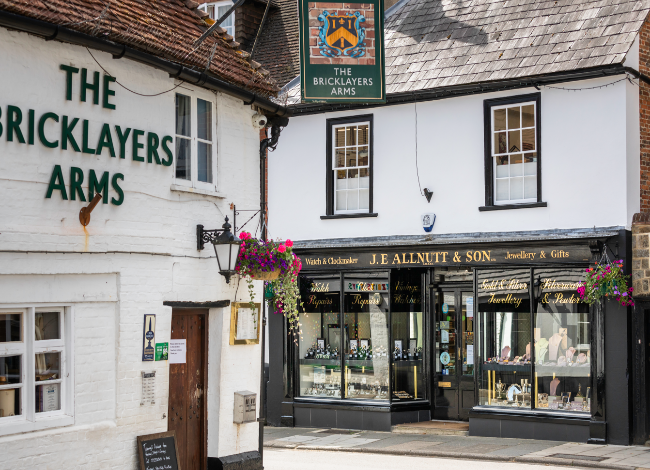 THE
BRICKLAYERS
ARMS
THE
BRICKLAYERS
ARMS
Watch & Clockmaker J. E ALLNUTT & SON Jewellery & Gifts
Watch
Repairs
Clock
Repairs
Gold & Silver
Jewellery
Silverware
& Pewter